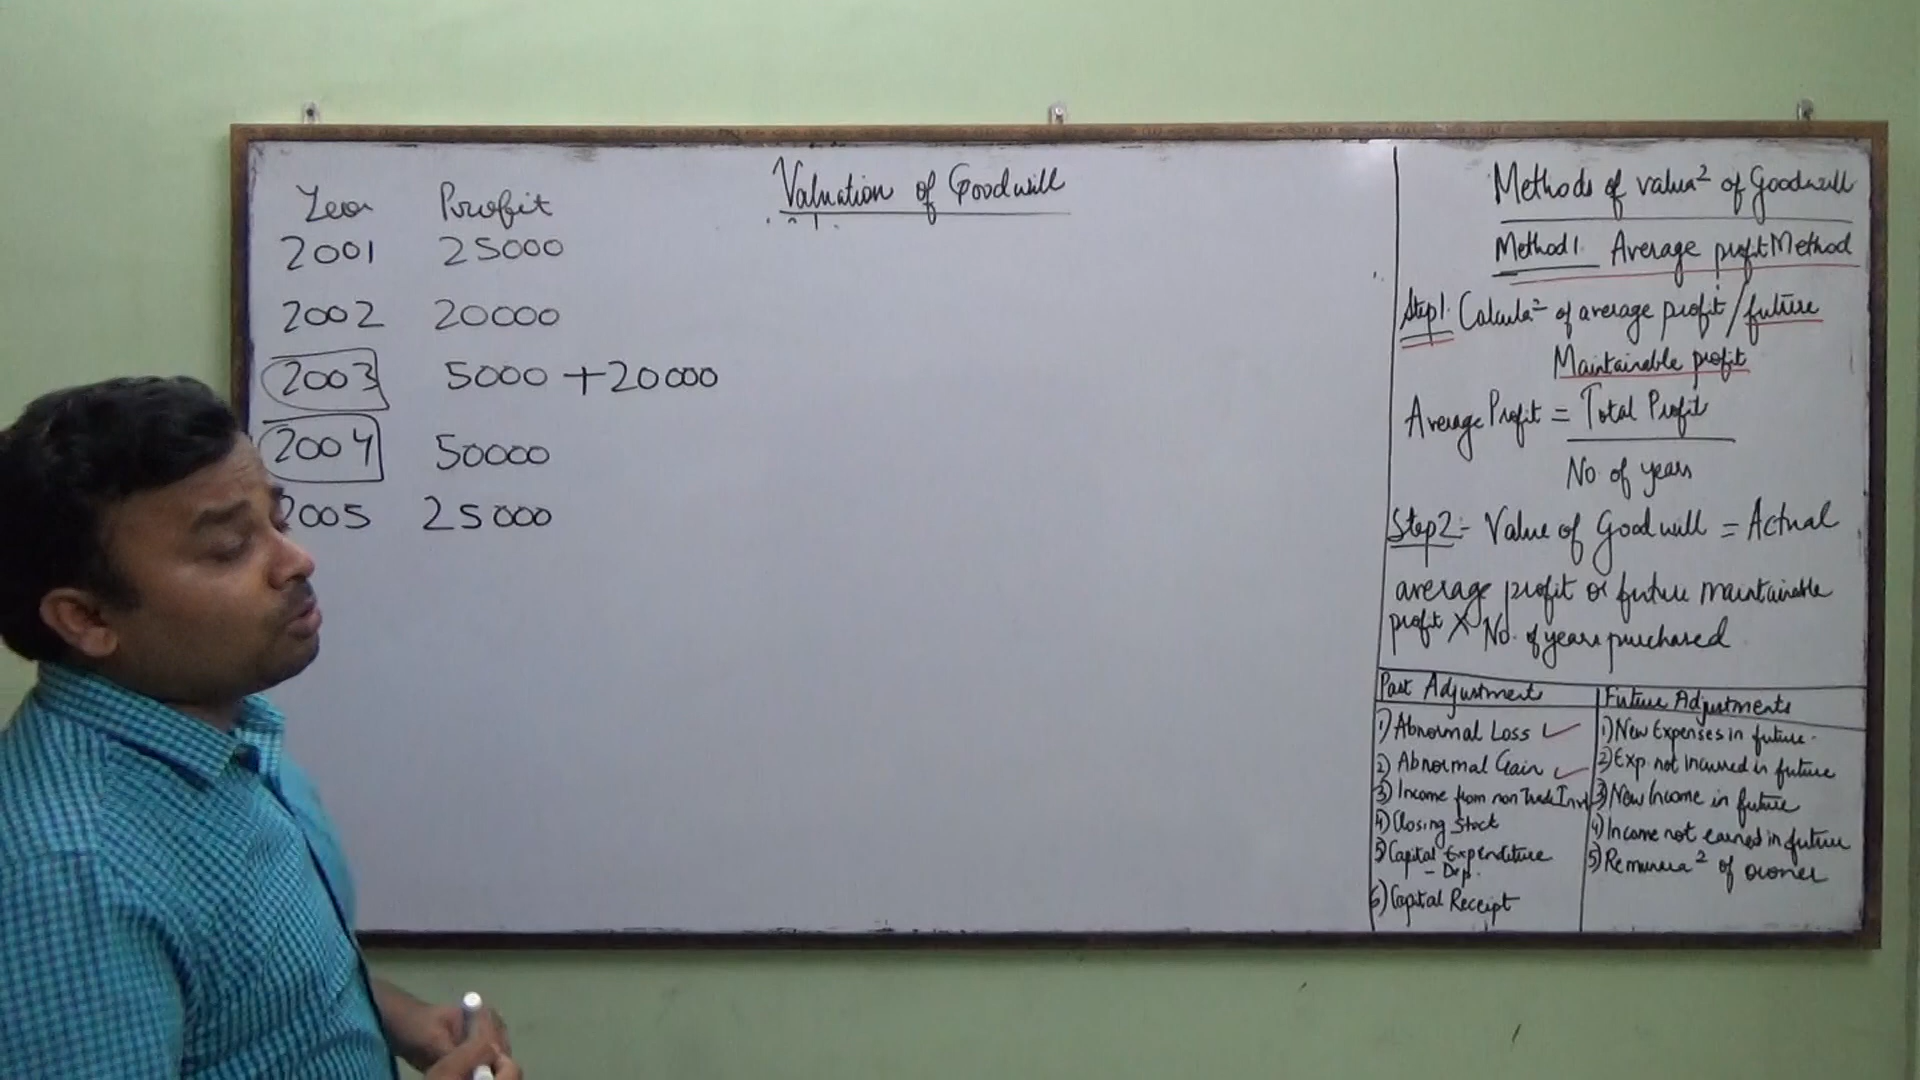 Valuation of Goodwill
Year Profit
2001 25000
2002 20000
2003 5000 + 20000
2004 50000
2005 25000
Methods of valua² of Goodwill
Method 1. Average profit Method
Step 1. Calcula² of average profit / future
Maintainable profit
Average Profit = Total Profit
No. of years
Step 2:- Value of Goodwill = Actual
average profit or future maintainable
profit X No. of years purchased
Past Adjustment
1) Abnormal Loss ✓
2) Abnormal Gain ✓
3) Income from non Trade Inv
4) Closing Stock
5) Capital Expenditure
- Dep.
6) Capital Receipt
Future Adjustments
1) New Expenses in future.
2) Exp. not incurred in future
3) New Income in future
4) Income not earned in future
5) Remunera² of owner